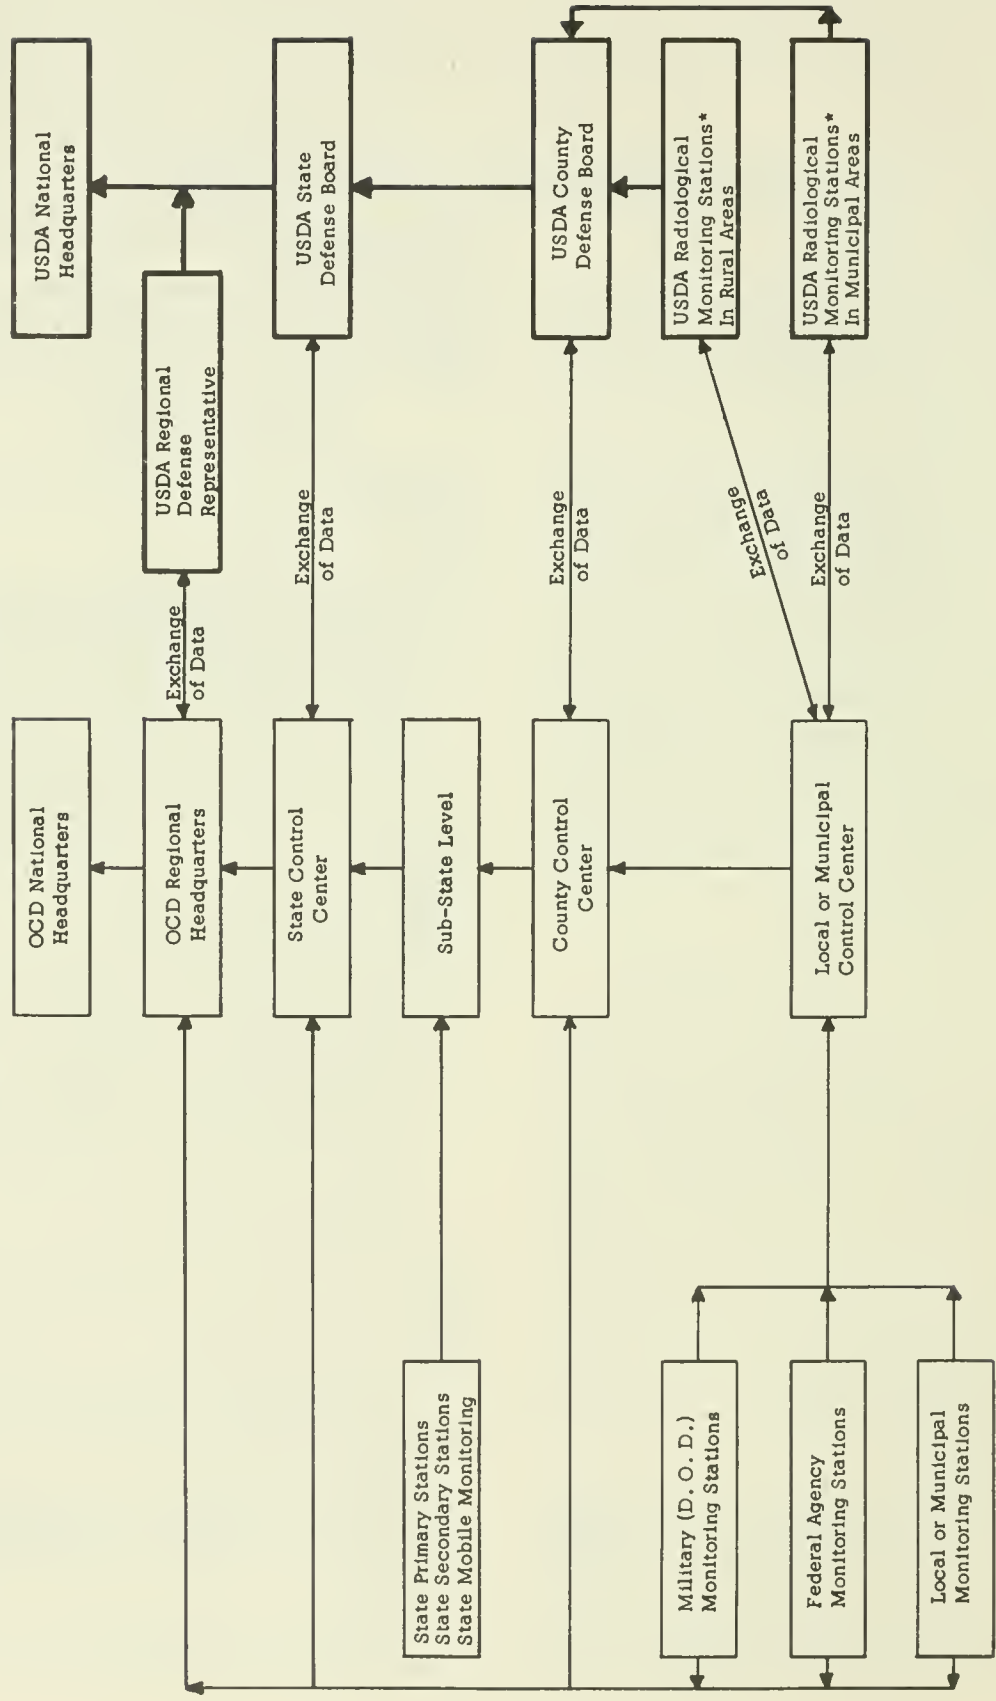 OCD National
Headquarters
USDA National
Headquarters
OCD Regional
Headquarters
Exchange
of Data
USDA Regional
Defense
Representative
State Control
Center
Exchange
of Data
USDA State
Defense Board
State Primary Stations
State Secondary Stations
State Mobile Monitoring
Sub-State Level
County Control
Center
Exchange
of Data
USDA County
Defense Board
Military (D. O. D.)
Monitoring Stations
Exchange
of Data
USDA Radiological
Monitoring Stations*
In Rural Areas
Federal Agency
Monitoring Stations
Local or Municipal
Control Center
Exchange
of Data
USDA Radiological
Monitoring Stations*
In Municipal Areas
Local or Municipal
Monitoring Stations